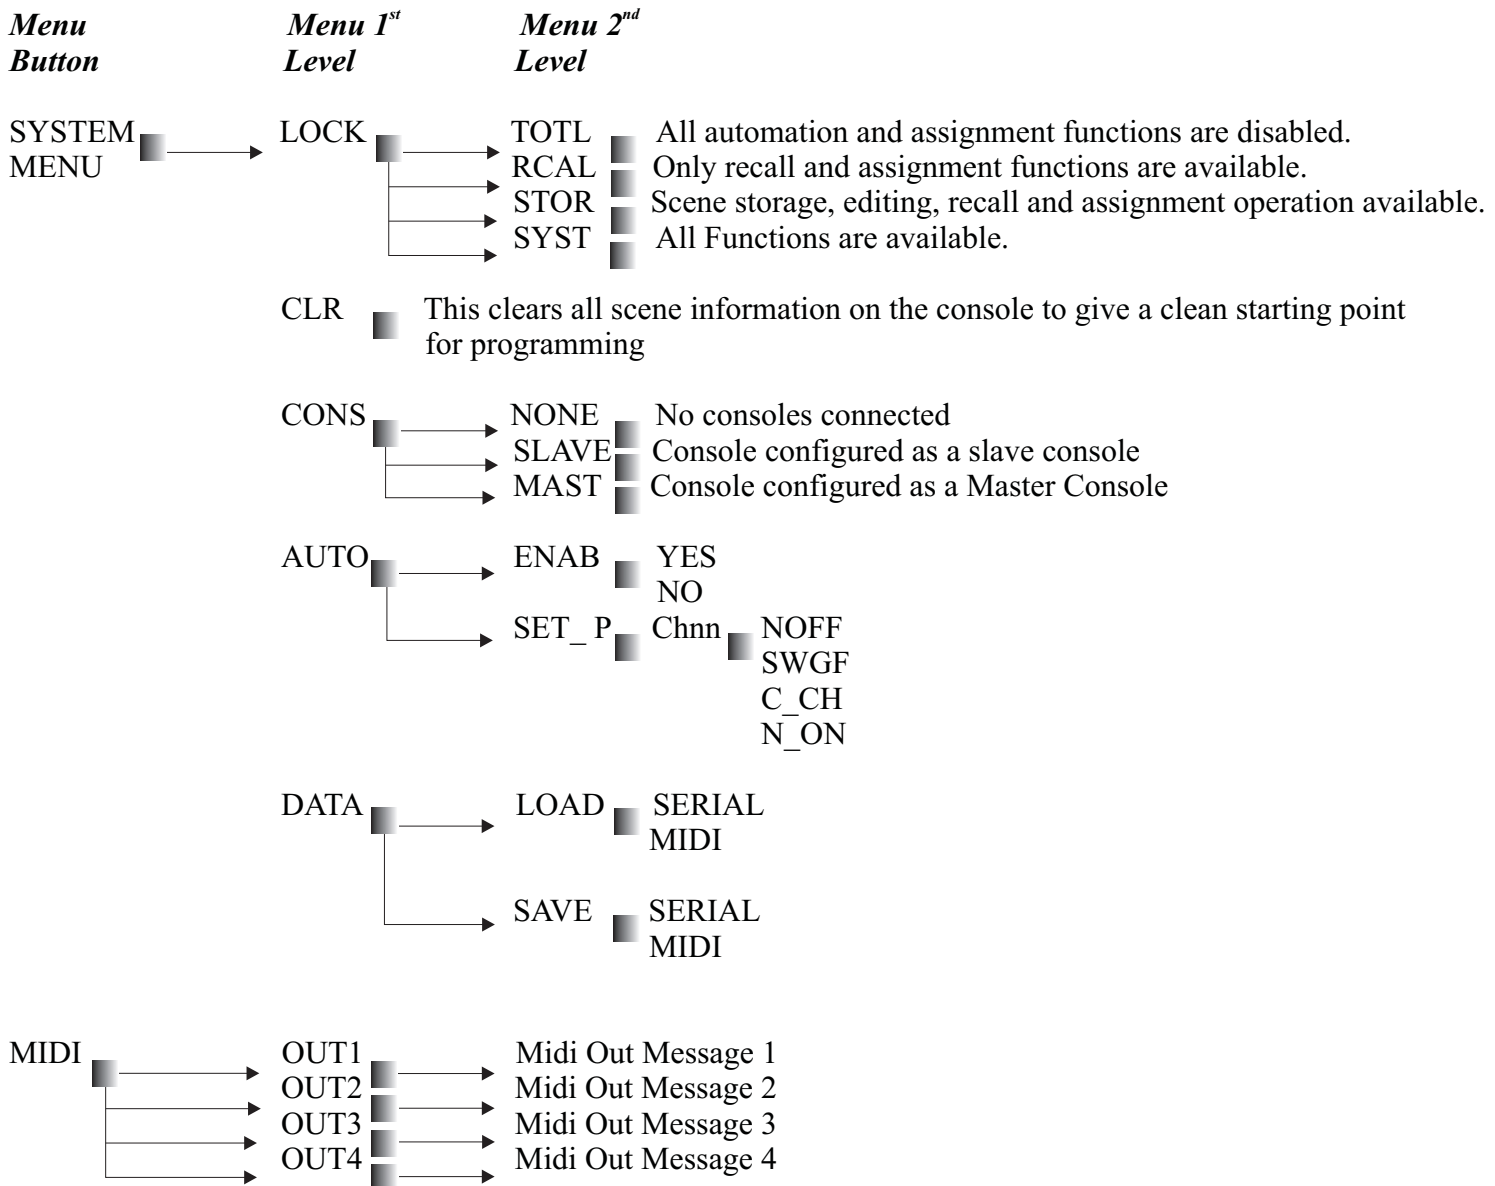 Menu Button Menu 1st Level Menu 2nd Level
SYSTEM MENU
LOCK
TOTL All automation and assignment functions are disabled.
RCAL Only recall and assignment functions are available.
STOR Scene storage, editing, recall and assignment operation available.
SYST All Functions are available.
CLR This clears all scene information on the console to give a clean starting point
for programming
CONS
NONE No consoles connected
SLAVE Console configured as a slave console
MAST Console configured as a Master Console
AUTO
ENAB YES
NO
SET_ P Chnn NOFF
SWGF
C_CH
N_ON
DATA
LOAD SERIAL
MIDI
SAVE SERIAL
MIDI
MIDI
OUT1 Midi Out Message 1
OUT2 Midi Out Message 2
OUT3 Midi Out Message 3
OUT4 Midi Out Message 4